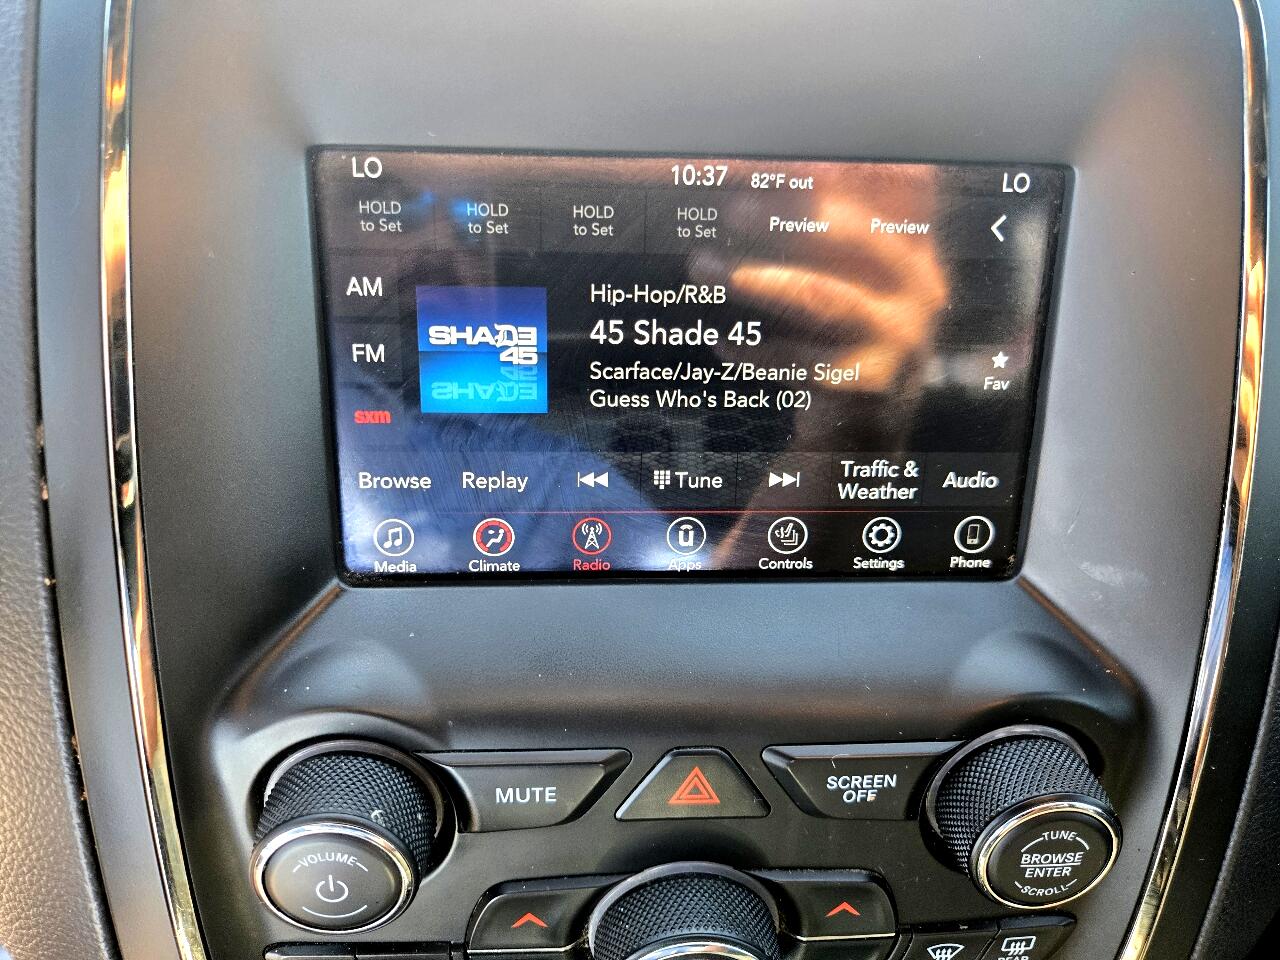 LO 10:37 82°F out LO
HOLD to Set
HOLD to Set
HOLD to Set
HOLD to Set
Preview
Preview
AM
FM
sxm
SHADE
45
Hip-Hop/R&B
45 Shade 45
Scarface/Jay-Z/Beanie Sigel
Guess Who's Back (02)
Fav
Browse
Replay
Tune
Traffic &
Weather
Audio
Media
Climate
Radio
Apps
Controls
Settings
Phone
MUTE
SCREEN
OFF
VOLUME
TUNE
BROWSE
ENTER
SCROLL
REAR